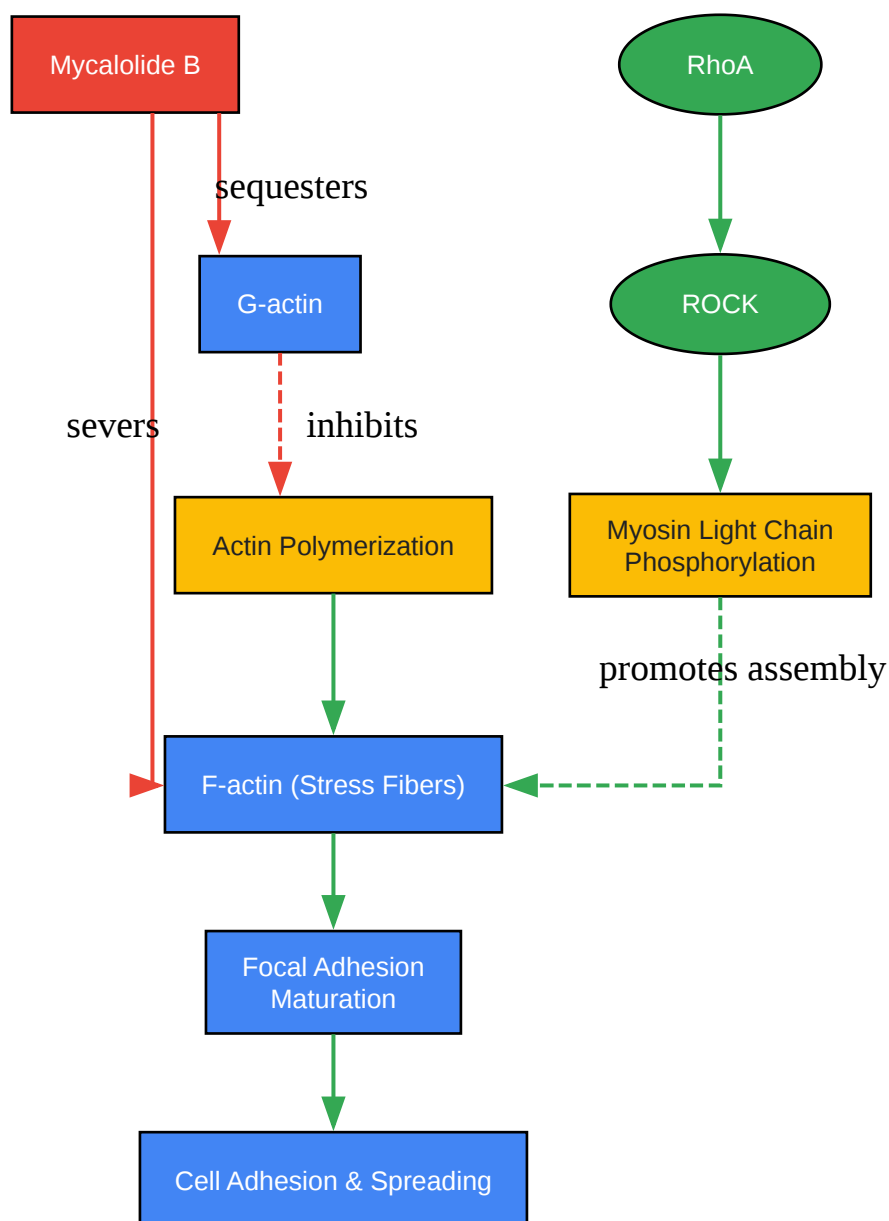 Mycalolide B
RhoA
sequesters
G-actin
ROCK
severs
inhibits
Actin Polymerization
Myosin Light Chain
Phosphorylation
promotes assembly
F-actin (Stress Fibers)
Focal Adhesion
Maturation
Cell Adhesion & Spreading